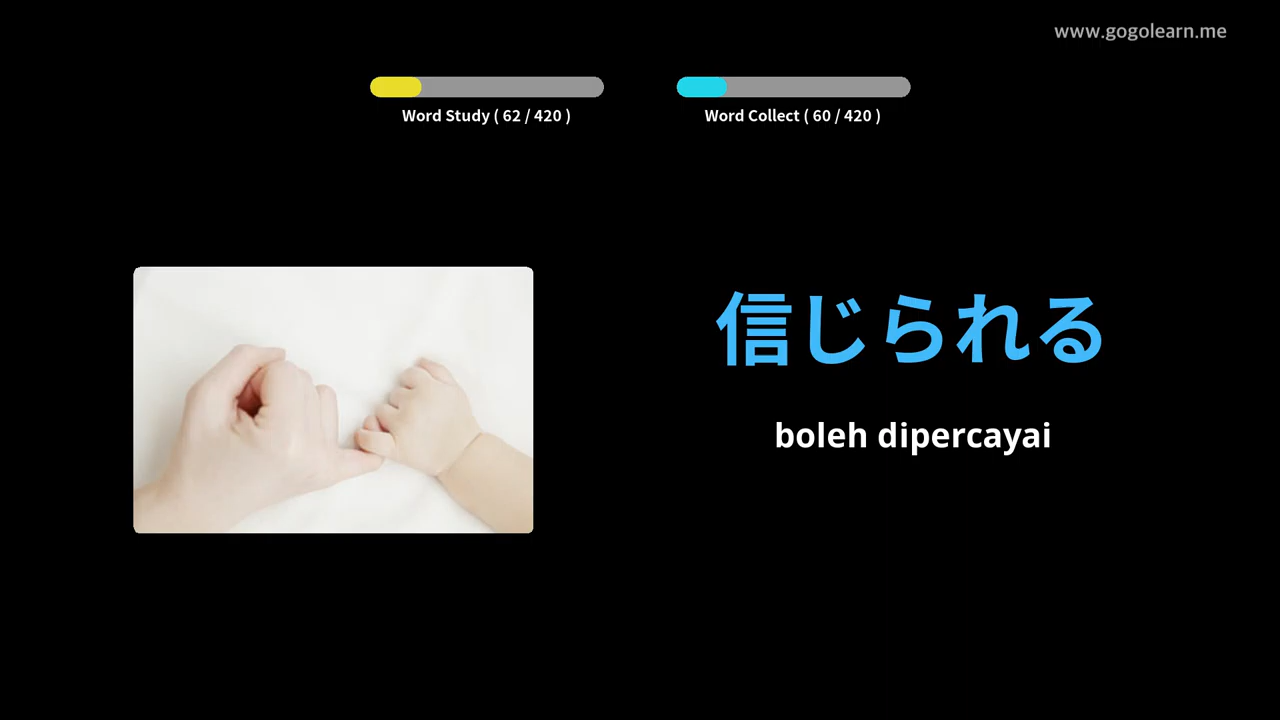 www.gogolearn.me
Word Study ( 62 / 420 )
Word Collect ( 60 / 420 )
信じられる
boleh dipercayai